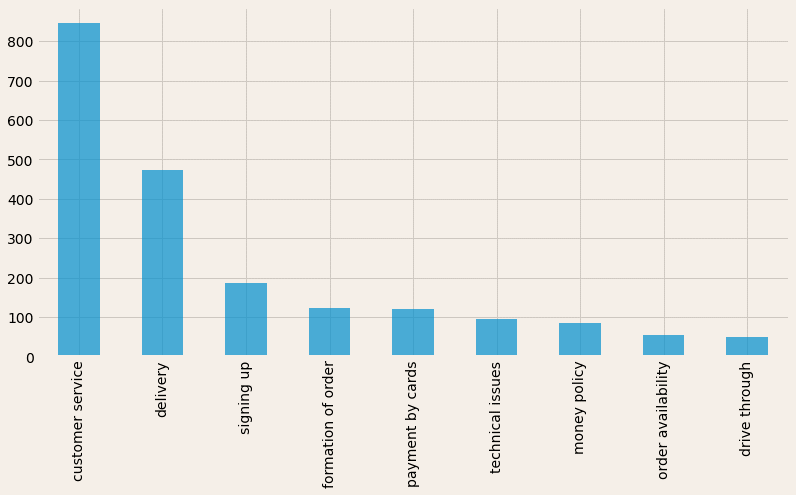 800
700
600
500
400
300
200
100
0
customer service
delivery
signing up
formation of order
payment by cards
technical issues
money policy
order availability
drive through